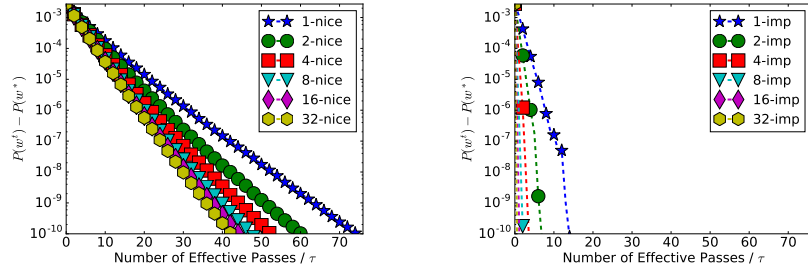 10^-3
10^-4
10^-5
10^-6
10^-7
10^-8
10^-9
10^-10
P(w^t) − P(w^*)
0 10 20 30 40 50 60 70
Number of Effective Passes / τ
1-nice
2-nice
4-nice
8-nice
16-nice
32-nice
10^-3
10^-4
10^-5
10^-6
10^-7
10^-8
10^-9
10^-10
P(w^t) − P(w^*)
0 10 20 30 40 50 60 70
Number of Effective Passes / τ
1-imp
2-imp
4-imp
8-imp
16-imp
32-imp